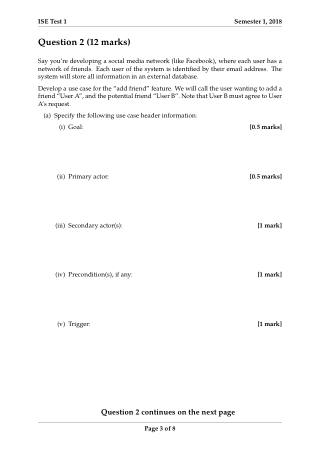 ISE Test 1 Semester 1, 2018
Question 2 (12 marks)
Say you're developing a social media network (like Facebook), where each user has a
network of friends. Each user of the system is identified by their email address. The
system will store all information in an external database.
Develop a use case for the "add friend" feature. We will call the user wanting to add a
friend "User A", and the potential friend "User B". Note that User B must agree to User
A's request.
(a) Specify the following use case header information:
(i) Goal: [0.5 marks]
(ii) Primary actor: [0.5 marks]
(iii) Secondary actor(s): [1 mark]
(iv) Precondition(s), if any: [1 mark]
(v) Trigger: [1 mark]
Question 2 continues on the next page
Page 3 of 8